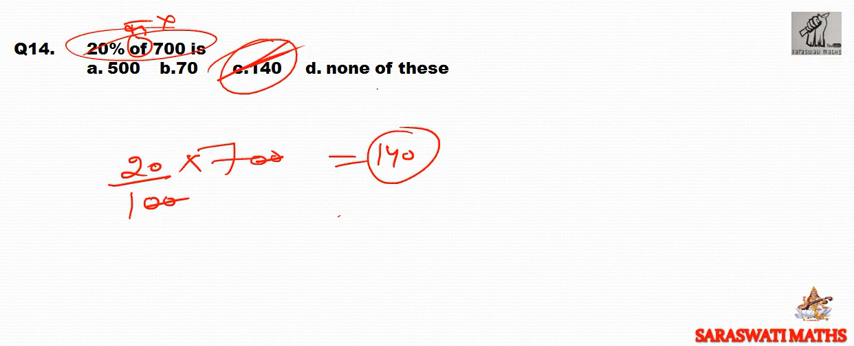 Q14. 20% of 700 is
a. 500 b.70 c.140 d. none of these
20/100 × 700 = 140
SARASWATI MATHS